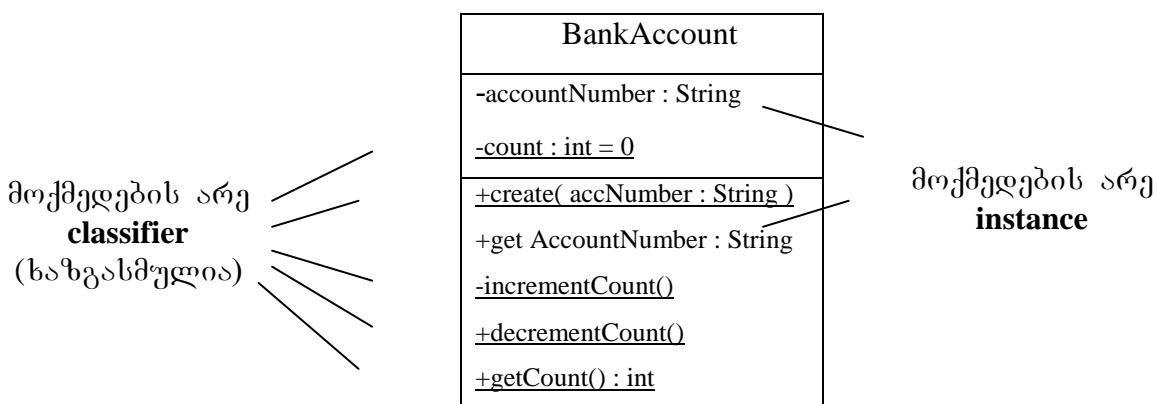 BankAccount
-accountNumber : String
-count : int = 0
+create( accNumber : String )
+get AccountNumber : String
-incrementCount()
+decrementCount()
+getCount() : int
მოქმედების არე
classifier
(ხაზგასმულია)
მოქმედების არე
instance